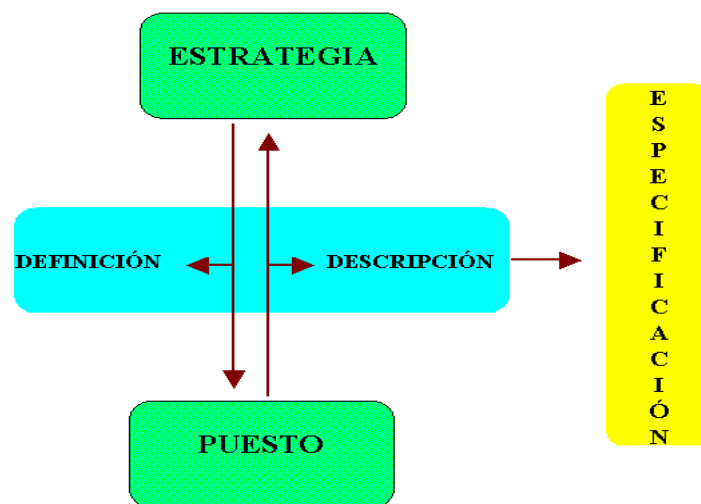 ESTRATEGIA
DEFINICIÓN
DESCRIPCIÓN
PUESTO
ESPECIFICACIÓN